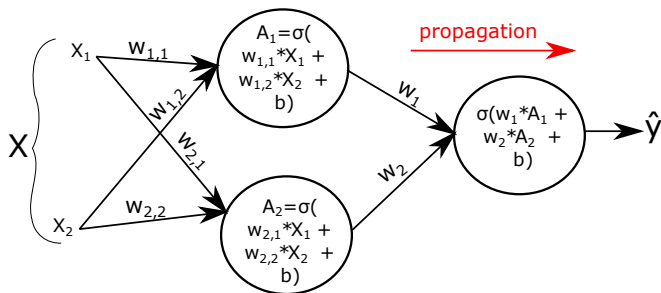 propagation
X
X₁
X₂
w₁,₁
w₁,₂
w₂,₁
w₂,₂
A₁=σ(
w₁,₁*X₁ +
w₁,₂*X₂ +
b)
A₂=σ(
w₂,₁*X₁ +
w₂,₂*X₂ +
b)
w₁
w₂
σ(w₁*A₁ +
w₂*A₂ +
b)
ŷ